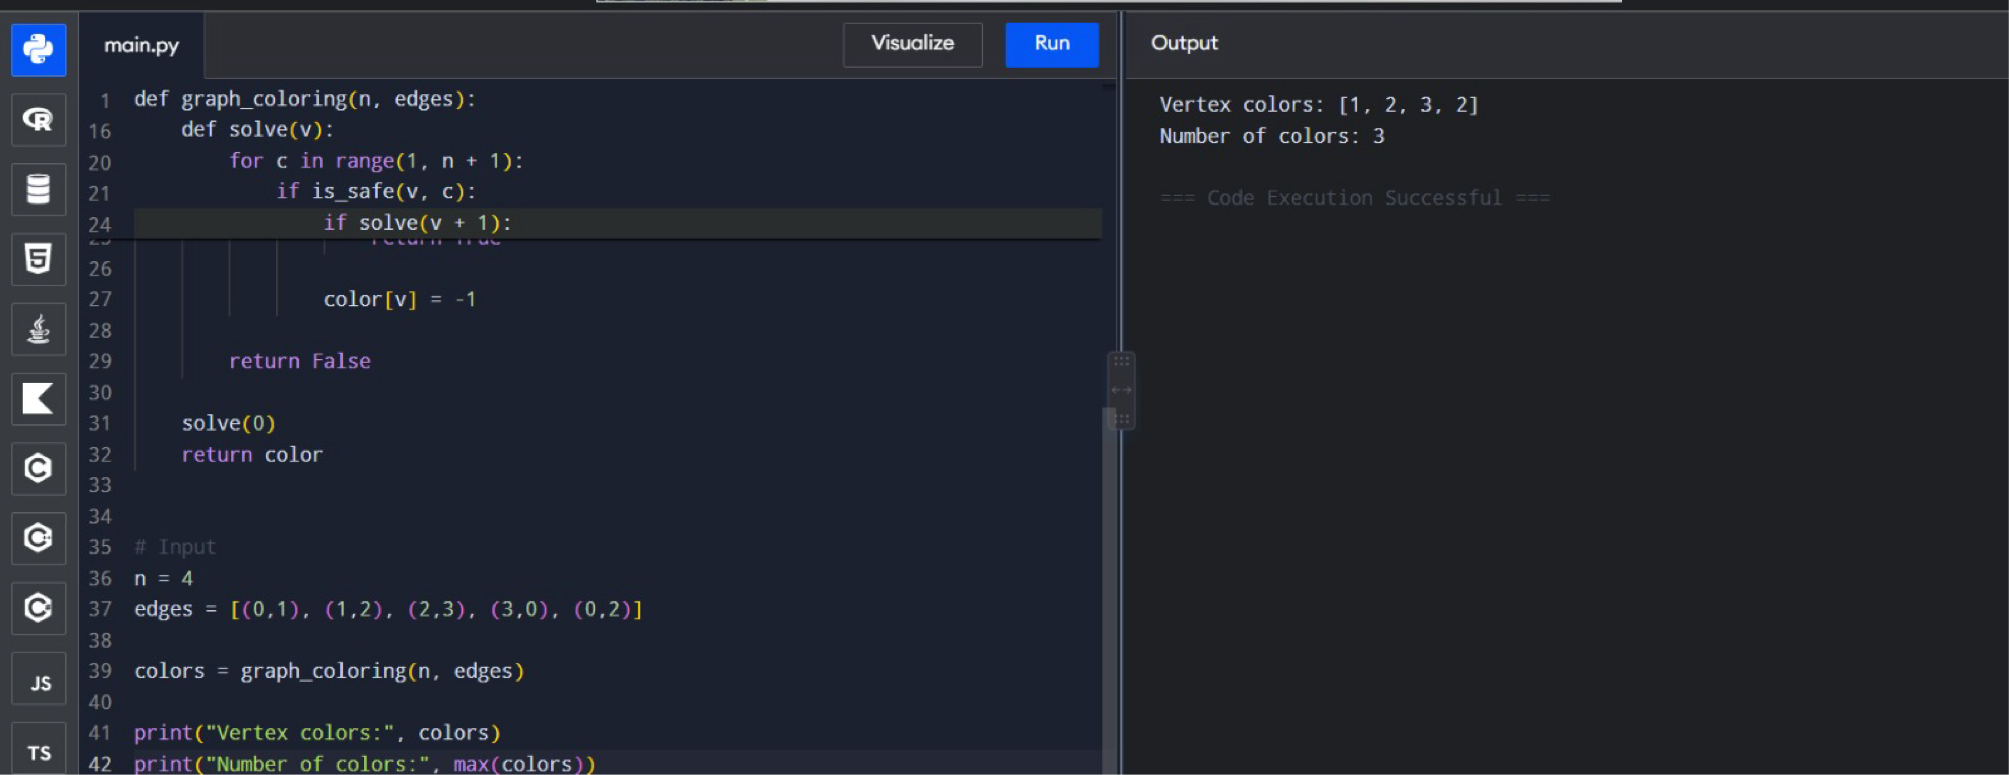 main.py
Visualize
Run
Output
1 def graph_coloring(n, edges):
16 def solve(v):
20 for c in range(1, n + 1):
21 if is_safe(v, c):
24 if solve(v + 1):
25 return True
26
27 color[v] = -1
28
29 return False
30
31 solve(0)
32 return color
33
34
35 # Input
36 n = 4
37 edges = [(0,1), (1,2), (2,3), (3,0), (0,2)]
38
39 colors = graph_coloring(n, edges)
40
41 print("Vertex colors:", colors)
42 print("Number of colors:", max(colors))
JS
TS
Vertex colors: [1, 2, 3, 2]
Number of colors: 3
=== Code Execution Successful ===